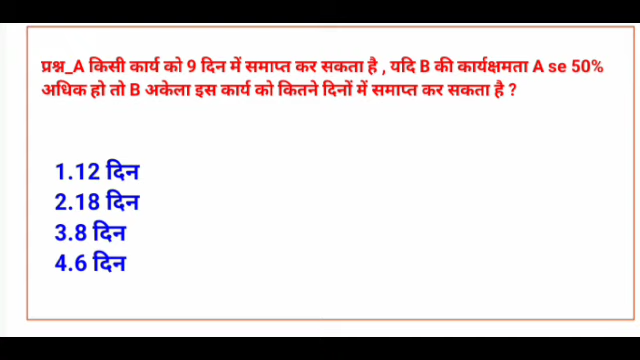 प्रश्न_A किसी कार्य को 9 दिन में समाप्त कर सकता है , यदि B की कार्यक्षमता A se 50%
अधिक हो तो B अकेला इस कार्य को कितने दिनों में समाप्त कर सकता है ?
1.12 दिन
2.18 दिन
3.8 दिन
4.6 दिन